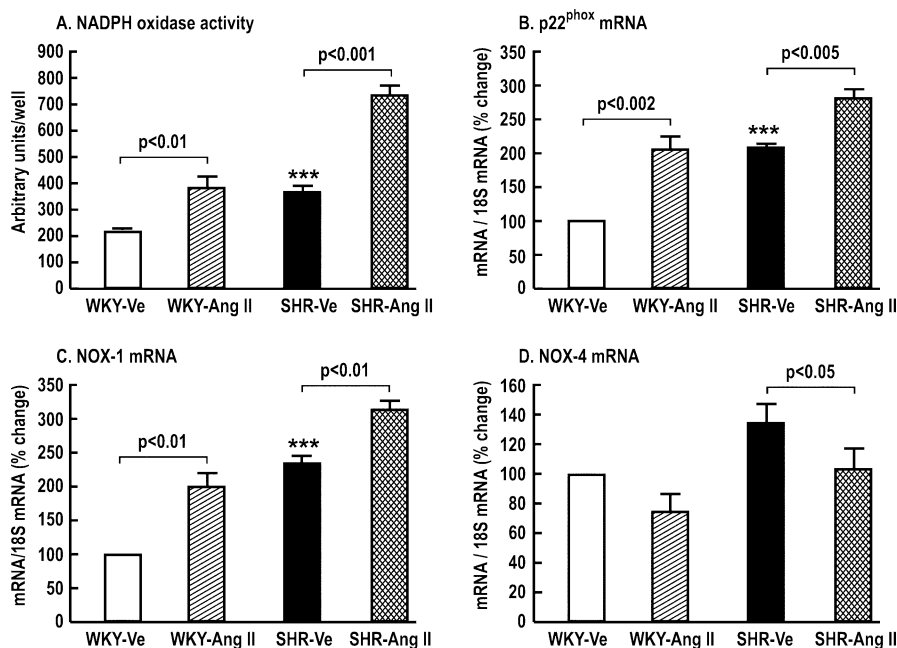 A. NADPH oxidase activity
Arbitrary units/well
900
800
700
600
500
400
300
200
100
0
p<0.01
***
p<0.001
WKY-Ve WKY-Ang II SHR-Ve SHR-Ang II
B. p22phox mRNA
mRNA / 18S mRNA (% change)
350
300
250
200
150
100
50
0
p<0.002
***
p<0.005
WKY-Ve WKY-Ang II SHR-Ve SHR-Ang II
C. NOX-1 mRNA
mRNA/18S mRNA (% change)
350
300
250
200
150
100
50
0
p<0.01
***
p<0.01
WKY-Ve WKY-Ang II SHR-Ve SHR-Ang II
D. NOX-4 mRNA
mRNA / 18S mRNA (% change)
160
140
120
100
80
60
40
20
0
p<0.05
WKY-Ve WKY-Ang II SHR-Ve SHR-Ang II